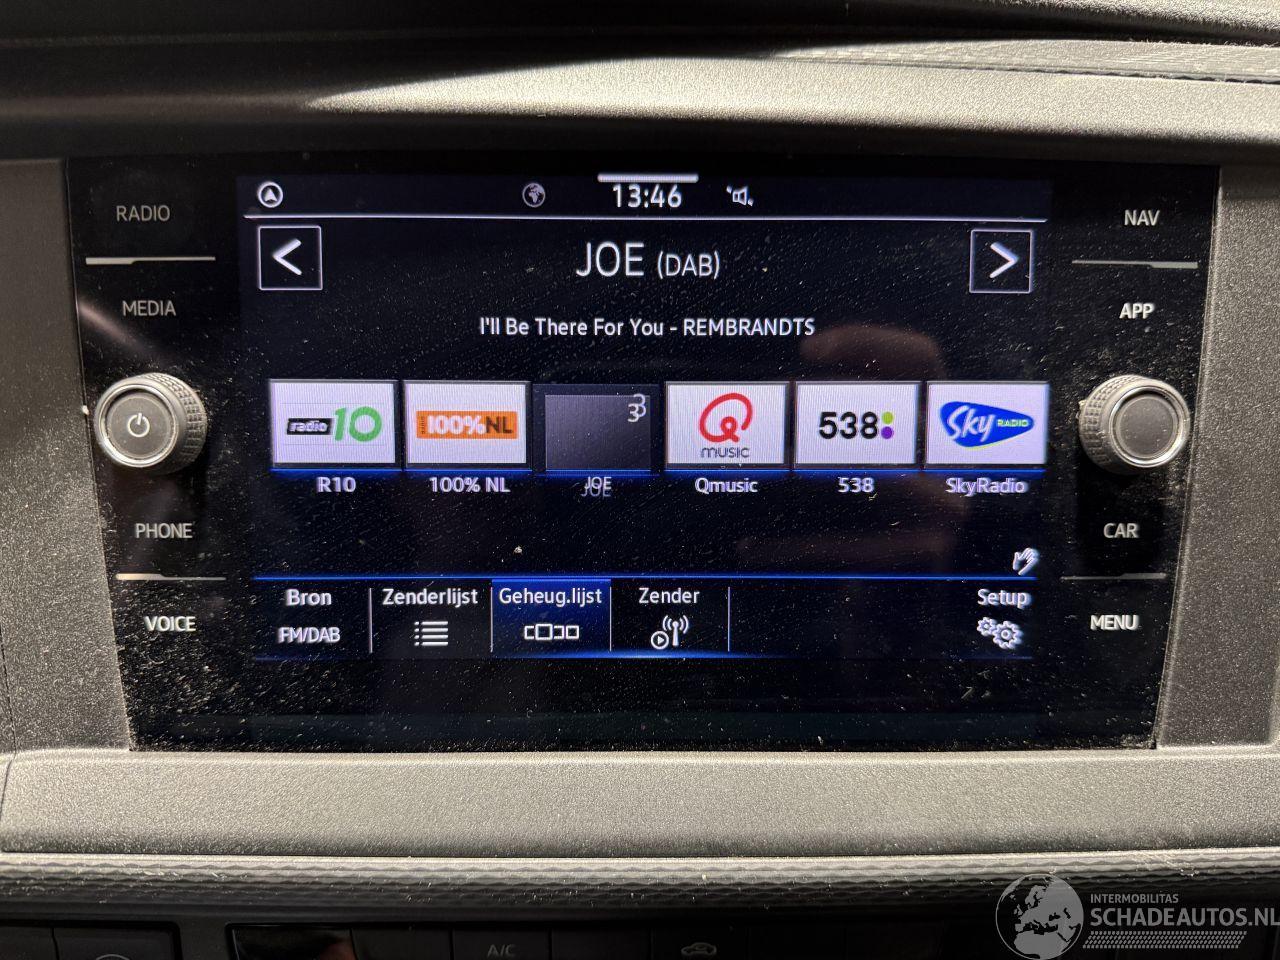 13:46
RADIO
NAV
JOE (DAB)
MEDIA
APP
I'll Be There For You - REMBRANDTS
radio 10
100%NL
3
Q
music
538
Sky RADIO
R10
100% NL
JOE
Qmusic
538
SkyRadio
PHONE
CAR
Bron
Zenderlijst
Geheug.lijst
Zender
Setup
FM/DAB
VOICE
MENU
INTERMOBILITAS
SCHADEAUTOS.NL
A/C